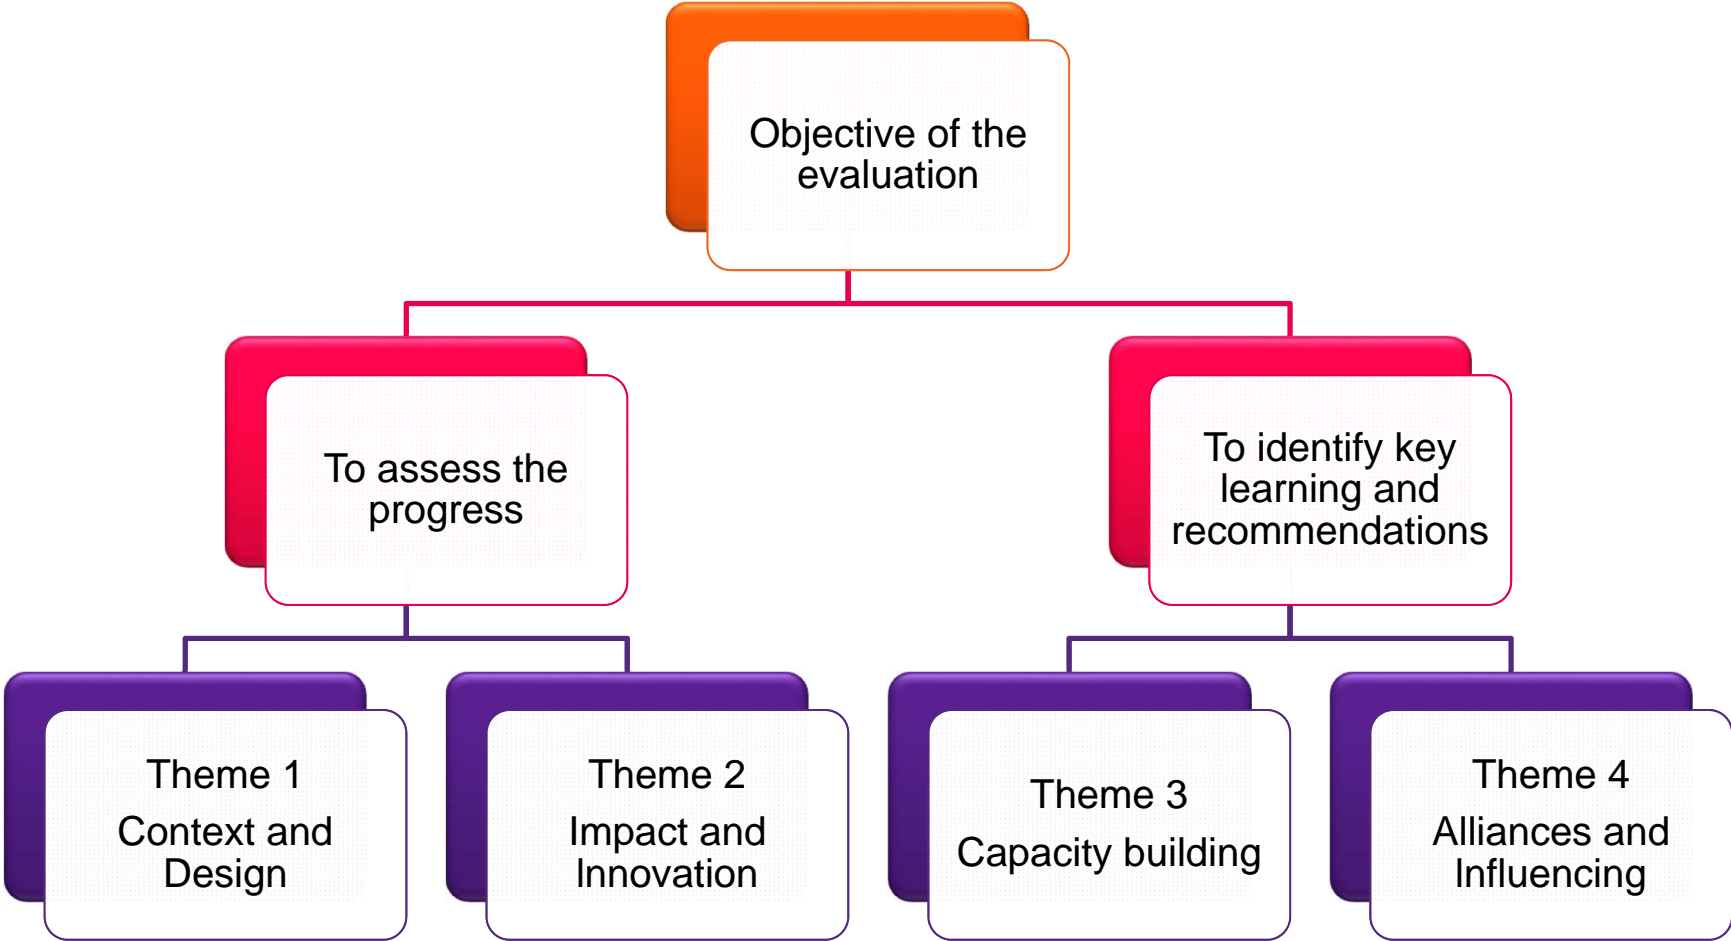 Objective of the
evaluation
To assess the
progress
To identify key
learning and
recommendations
Theme 1
Context and
Design
Theme 2
Impact and
Innovation
Theme 3
Capacity building
Theme 4
Alliances and
Influencing